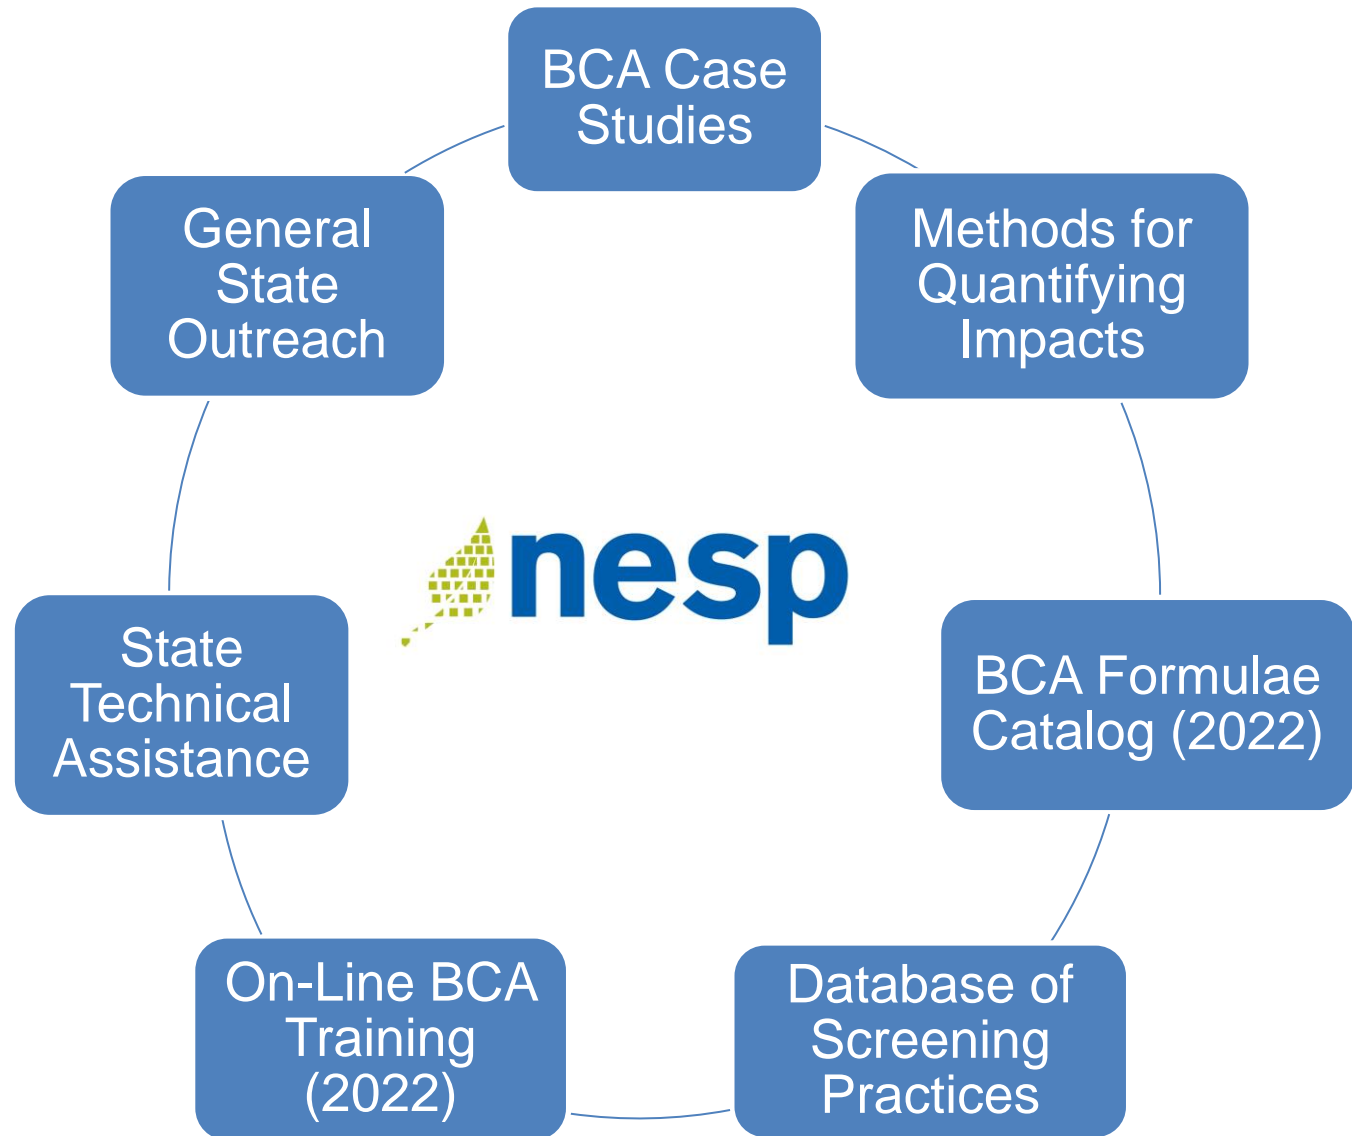 BCA Case
Studies
Methods for
Quantifying
Impacts
BCA Formulae
Catalog (2022)
Database of
Screening
Practices
On-Line BCA
Training
(2022)
State
Technical
Assistance
General
State
Outreach
nesp